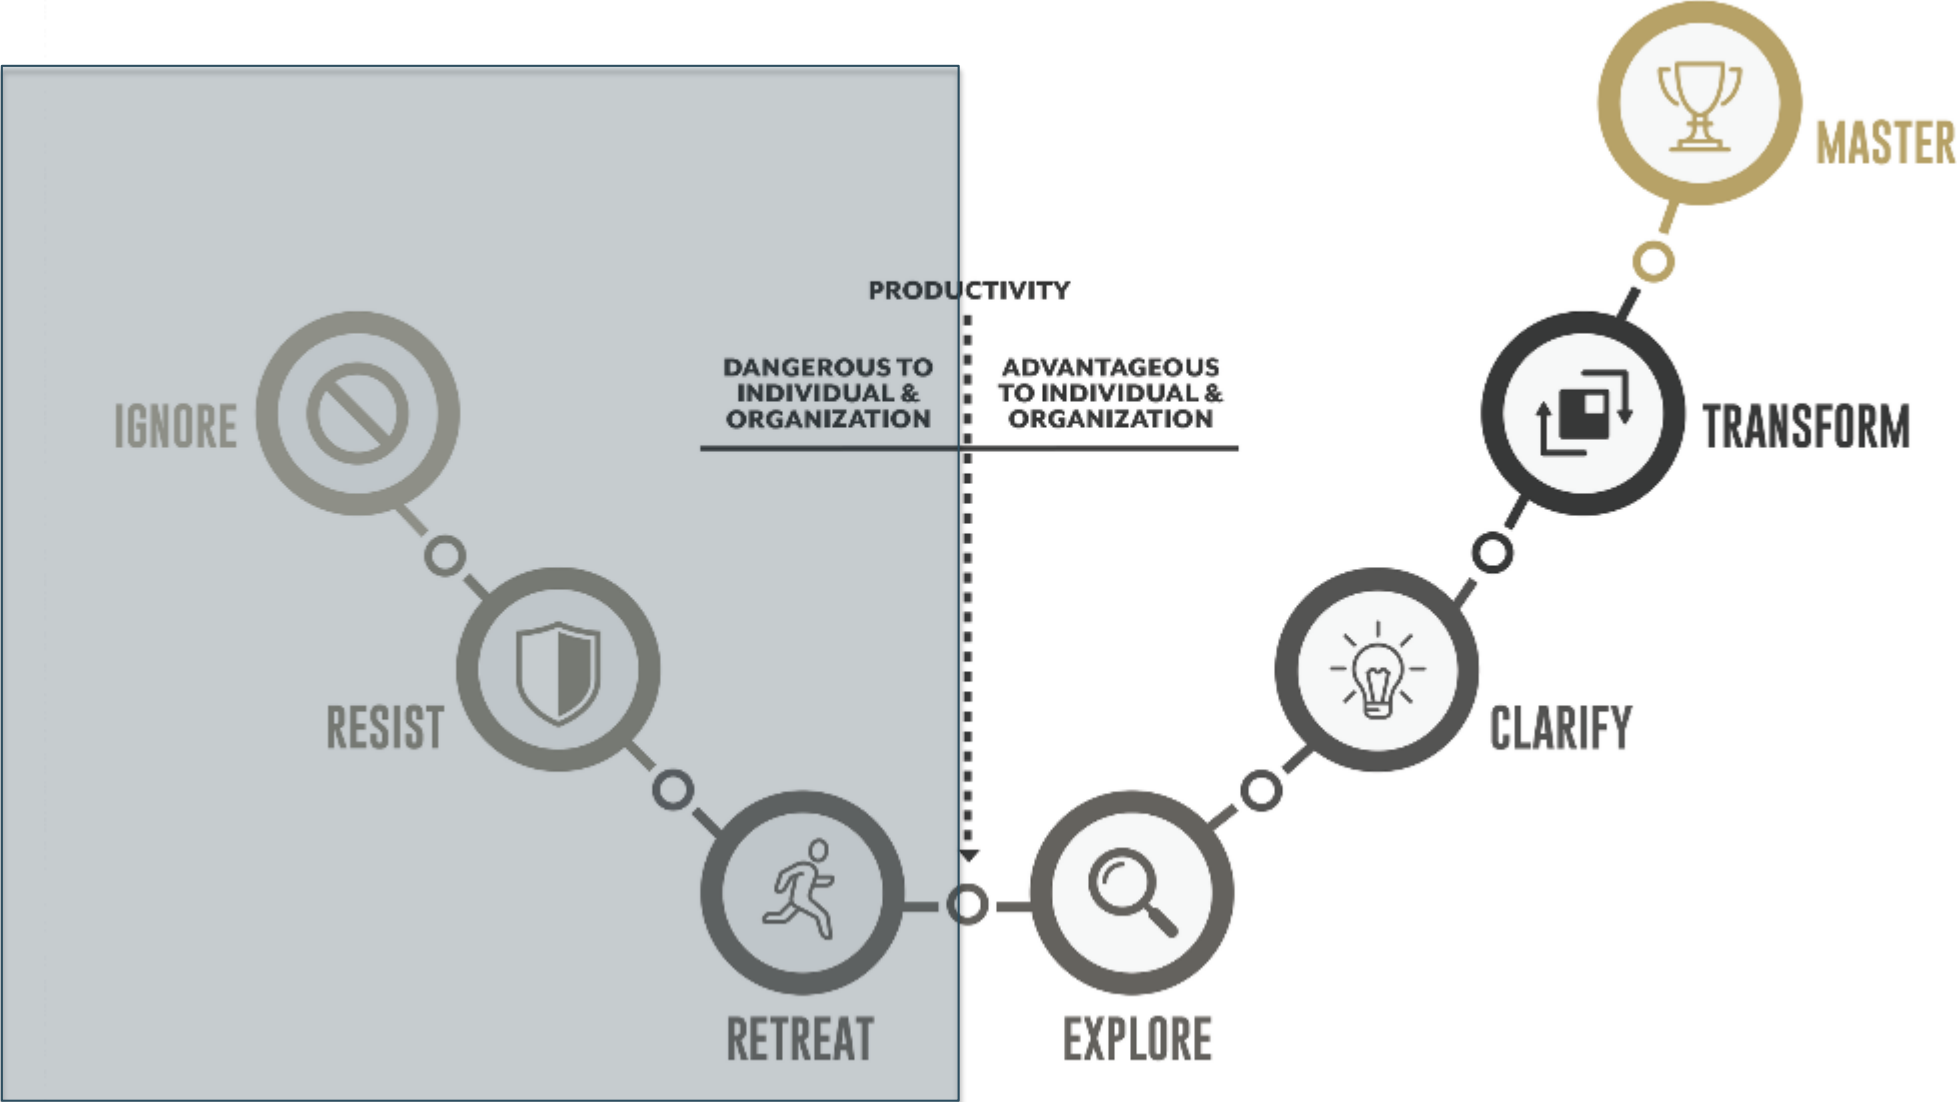 MASTER
PRODUCTIVITY
DANGEROUS TO
INDIVIDUAL &
ORGANIZATION
ADVANTAGEOUS
TO INDIVIDUAL &
ORGANIZATION
IGNORE
TRANSFORM
RESIST
CLARIFY
RETREAT
EXPLORE